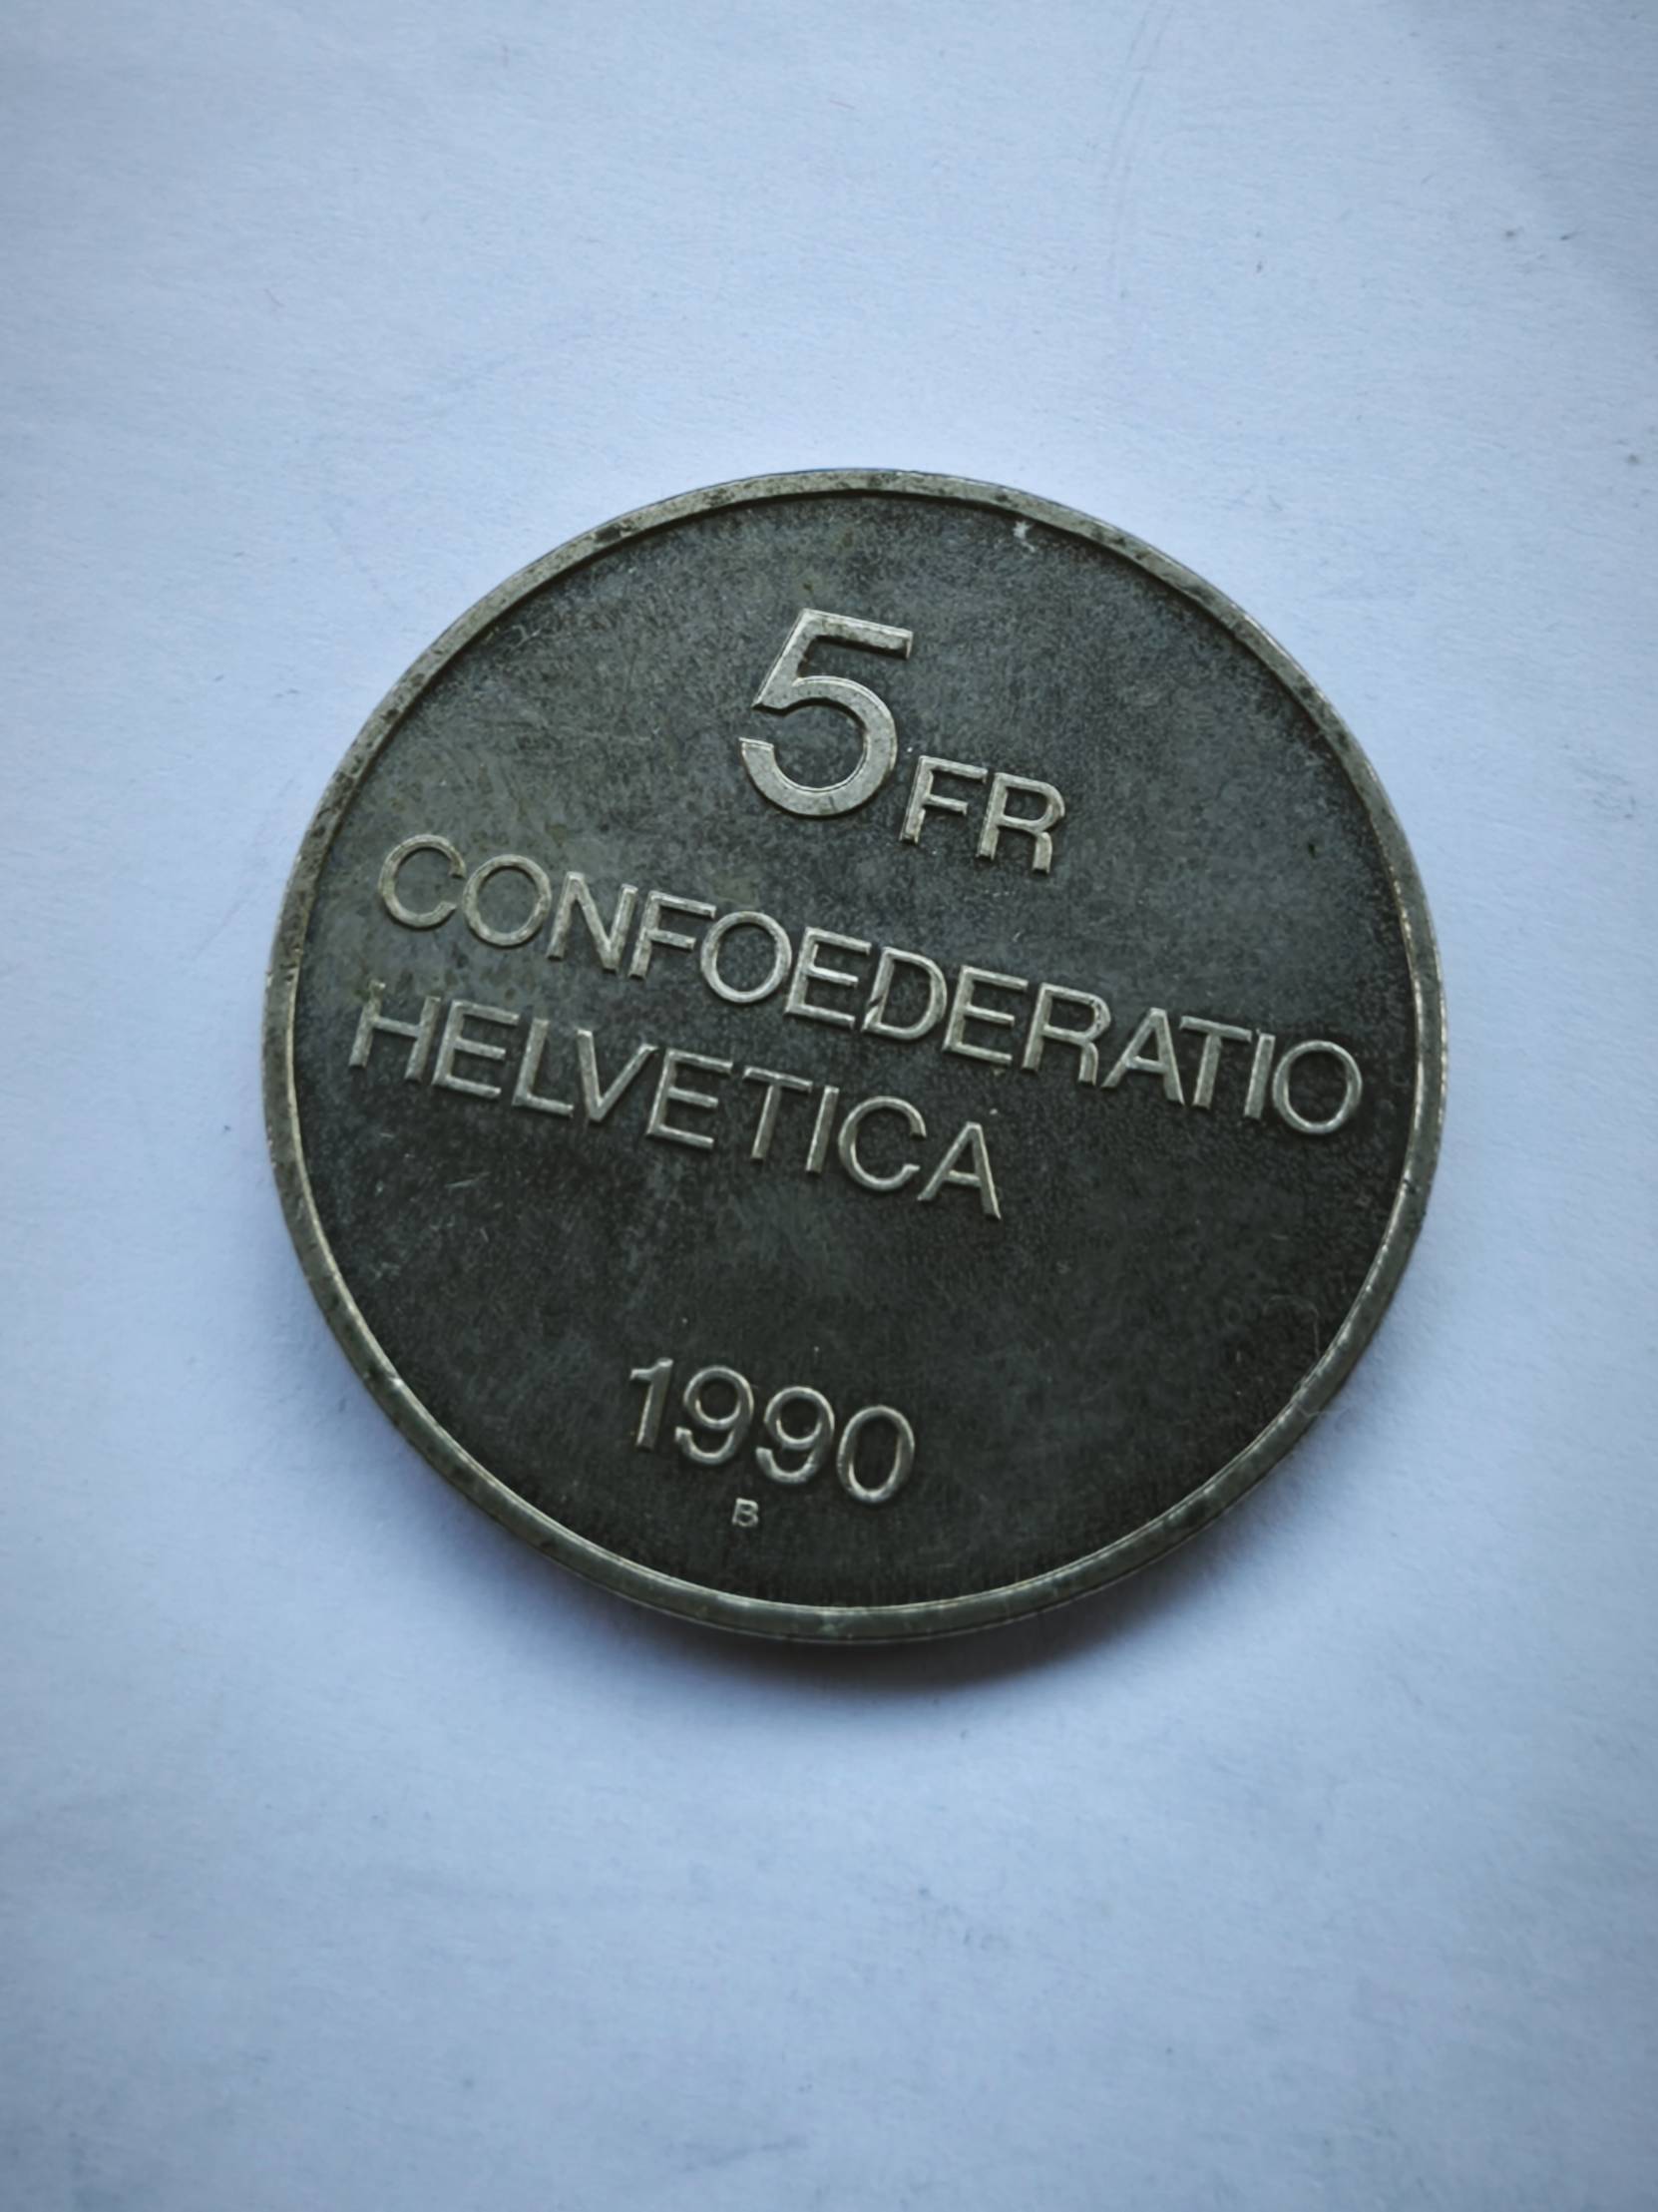 5 FR
CONFOEDERATIO
HELVETICA
1990
B